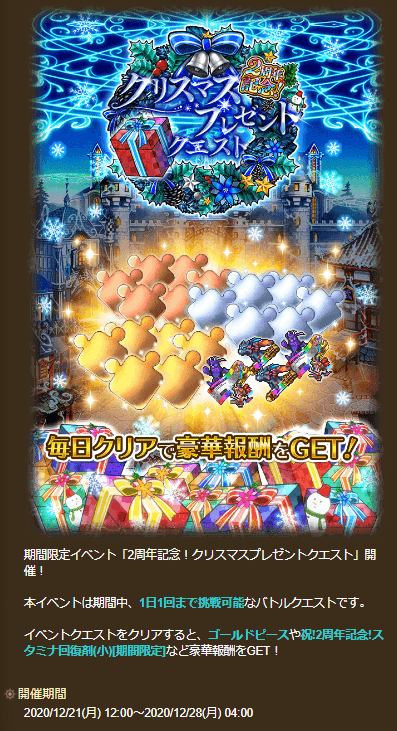 2周年
記念！
クリスマス
プレゼント
クエスト
毎日クリアで豪華報酬をGET！
期間限定イベント「2周年記念！クリスマスプレゼントクエスト」開
催！
本イベントは期間中、1日1回まで挑戦可能なバトルクエストです。
イベントクエストをクリアすると、ゴールドピースや祝!2周年記念!ス
タミナ回復剤(小)[期間限定]など豪華報酬をGET！
開催期間
2020/12/21(月) 12:00～2020/12/28(月) 04:00